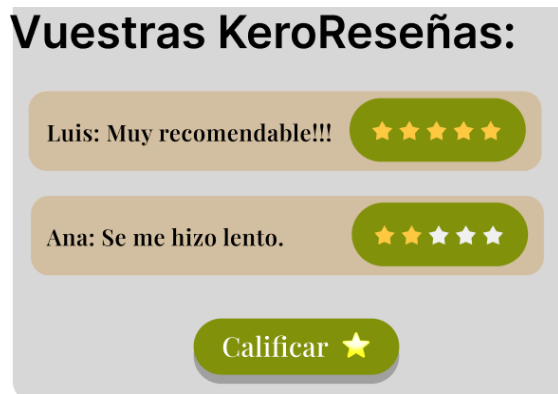 Vuestras KeroReseñas:
Luis: Muy recomendable!!!
Ana: Se me hizo lento.
Calificar